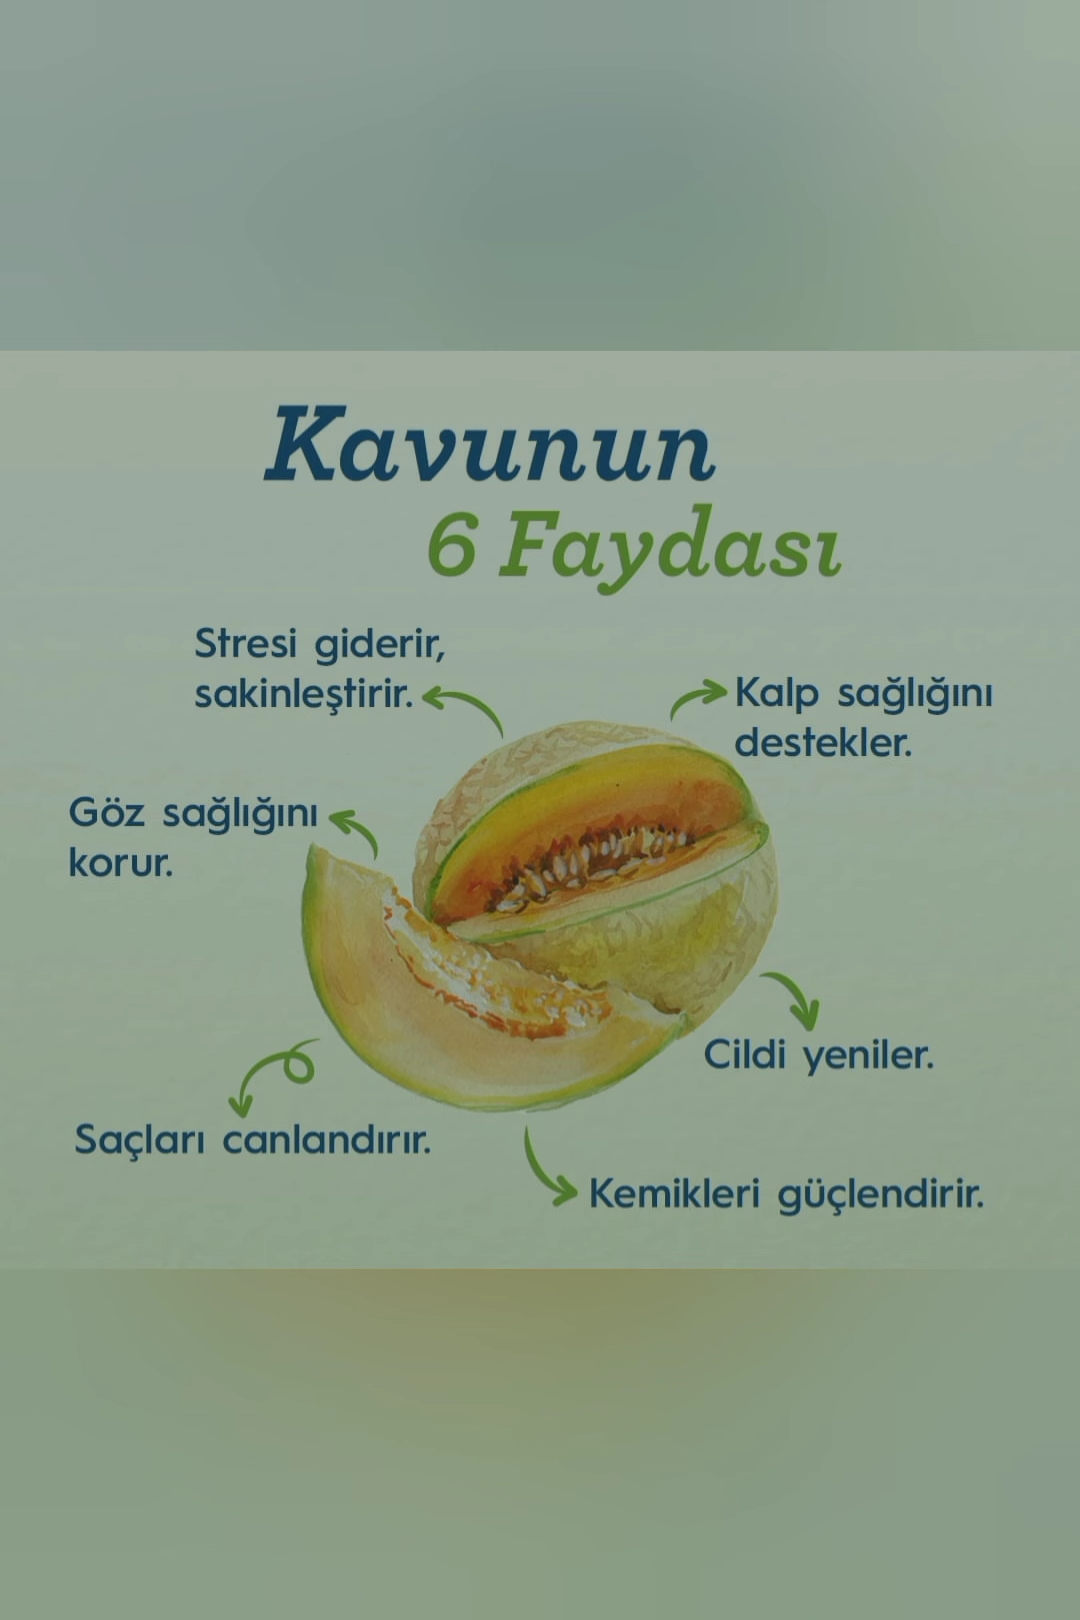 Kavunun
6 Faydası
Stresi giderir,
sakinleştirir.
Kalp sağlığını
destekler.
Göz sağlığını
korur.
Cildi yeniler.
Saçları canlandırır.
Kemikleri güçlendirir.